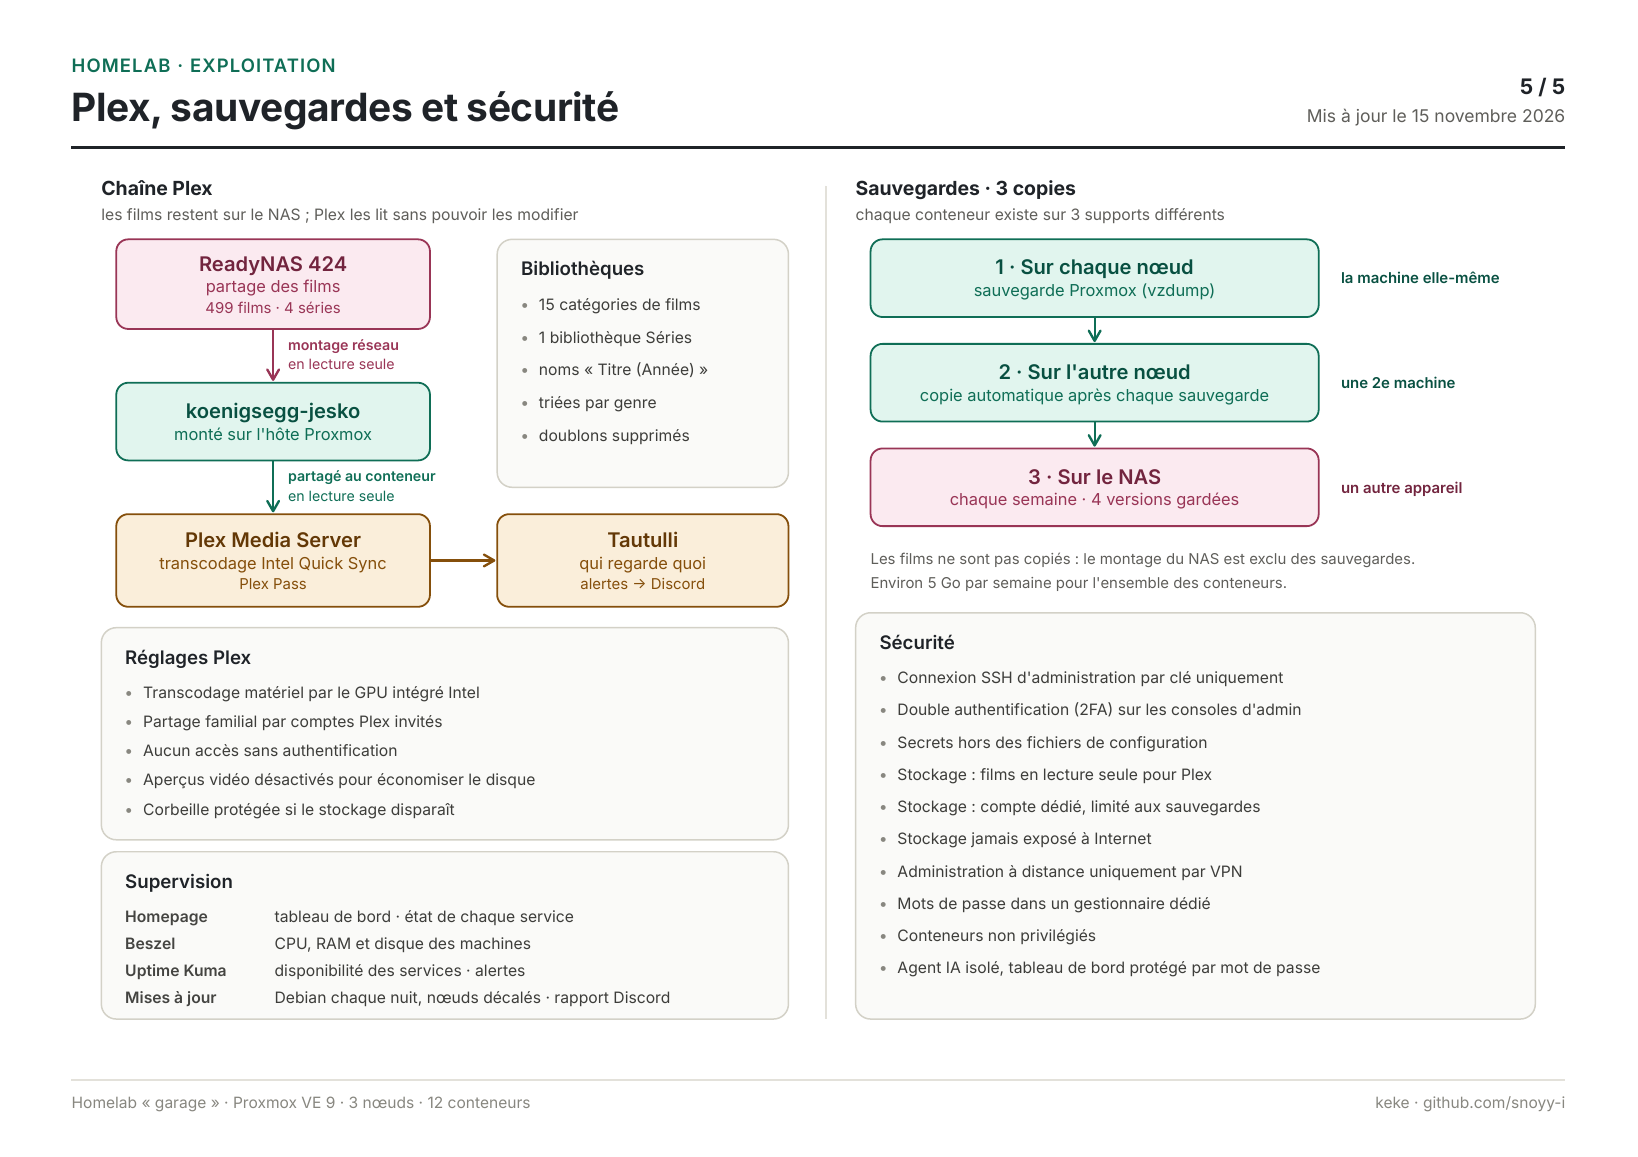 HOMELAB · EXPLOITATION
Plex, sauvegardes et sécurité
5 / 5
Mis à jour le 15 novembre 2026
Chaîne Plex
les films restent sur le NAS ; Plex les lit sans pouvoir les modifier
ReadyNAS 424
partage des films
499 films · 4 séries
montage réseau
en lecture seule
koenigsegg-jesko
monté sur l'hôte Proxmox
partagé au conteneur
en lecture seule
Plex Media Server
transcodage Intel Quick Sync
Plex Pass
Bibliothèques
• 15 catégories de films
• 1 bibliothèque Séries
• noms « Titre (Année) »
• triées par genre
• doublons supprimés
Tautulli
qui regarde quoi
alertes → Discord
Réglages Plex
• Transcodage matériel par le GPU intégré Intel
• Partage familial par comptes Plex invités
• Aucun accès sans authentification
• Aperçus vidéo désactivés pour économiser le disque
• Corbeille protégée si le stockage disparaît
Supervision
Homepage tableau de bord · état de chaque service
Beszel CPU, RAM et disque des machines
Uptime Kuma disponibilité des services · alertes
Mises à jour Debian chaque nuit, nœuds décalés · rapport Discord
Sauvegardes · 3 copies
chaque conteneur existe sur 3 supports différents
1 · Sur chaque nœud
sauvegarde Proxmox (vzdump)
la machine elle-même
2 · Sur l'autre nœud
copie automatique après chaque sauvegarde
une 2e machine
3 · Sur le NAS
chaque semaine · 4 versions gardées
un autre appareil
Les films ne sont pas copiés : le montage du NAS est exclu des sauvegardes.
Environ 5 Go par semaine pour l'ensemble des conteneurs.
Sécurité
• Connexion SSH d'administration par clé uniquement
• Double authentification (2FA) sur les consoles d'admin
• Secrets hors des fichiers de configuration
• Stockage : films en lecture seule pour Plex
• Stockage : compte dédié, limité aux sauvegardes
• Stockage jamais exposé à Internet
• Administration à distance uniquement par VPN
• Mots de passe dans un gestionnaire dédié
• Conteneurs non privilégiés
• Agent IA isolé, tableau de bord protégé par mot de passe
Homelab « garage » · Proxmox VE 9 · 3 nœuds · 12 conteneurs
keke · github.com/snoyy-i